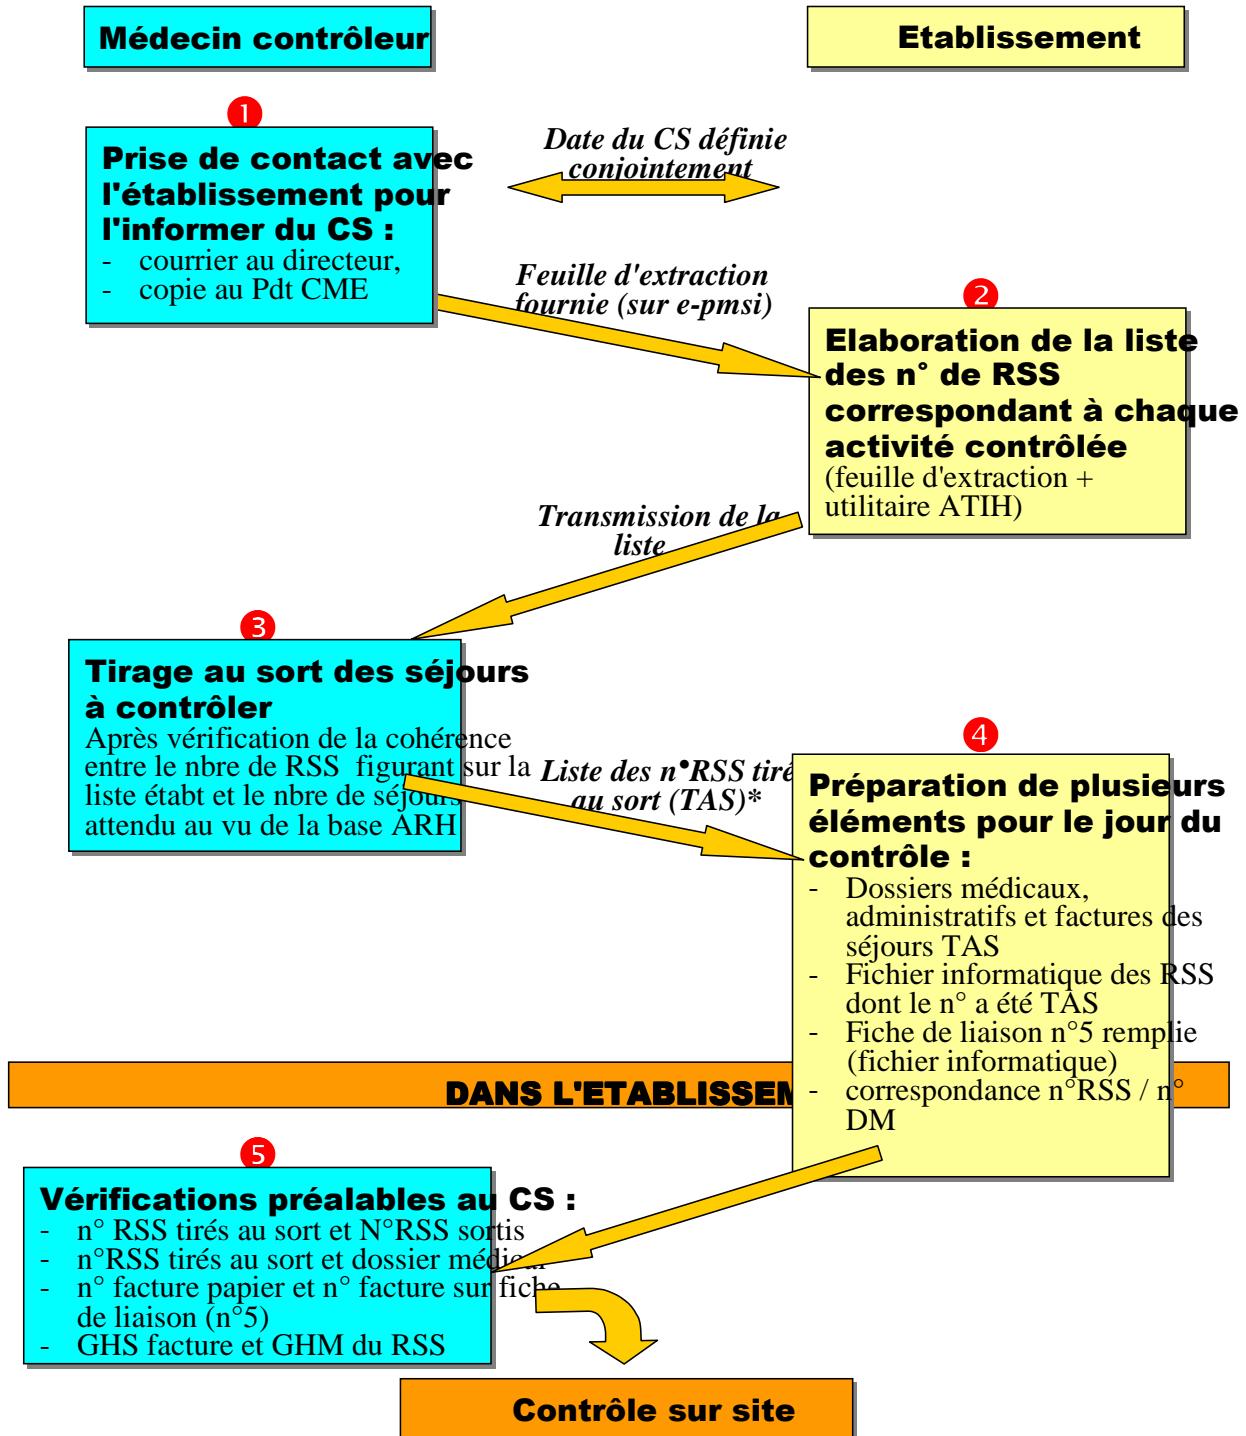 Médecin contrôleur
Etablissement
1
Prise de contact avec
l'établissement pour
l'informer du CS :
- courrier au directeur,
- copie au Pdt CME
Date du CS définie
conjointement
Feuille d'extraction
fournie (sur e-pmsi)
2
Elaboration de la liste
des n° de RSS
correspondant à chaque
activité contrôlée
(feuille d'extraction +
utilitaire ATIH)
Transmission de la
liste
3
Tirage au sort des séjours
à contrôler
Après vérification de la cohérence
entre le nbre de RSS figurant sur la
liste étabt et le nbre de séjours
attendu au vu de la base ARH
Liste des n°RSS tiré
au sort (TAS)*
4
Préparation de plusieurs
éléments pour le jour du
contrôle :
- Dossiers médicaux,
administratifs et factures des
séjours TAS
- Fichier informatique des RSS
dont le n° a été TAS
- Fiche de liaison n°5 remplie
(fichier informatique)
- correspondance n°RSS / n°
DM
DANS L'ETABLISSEM
5
Vérifications préalables au CS :
- n° RSS tirés au sort et N°RSS sortis
- n°RSS tirés au sort et dossier médical
- n° facture papier et n° facture sur fiche
de liaison (n°5)
- GHS facture et GHM du RSS
Contrôle sur site